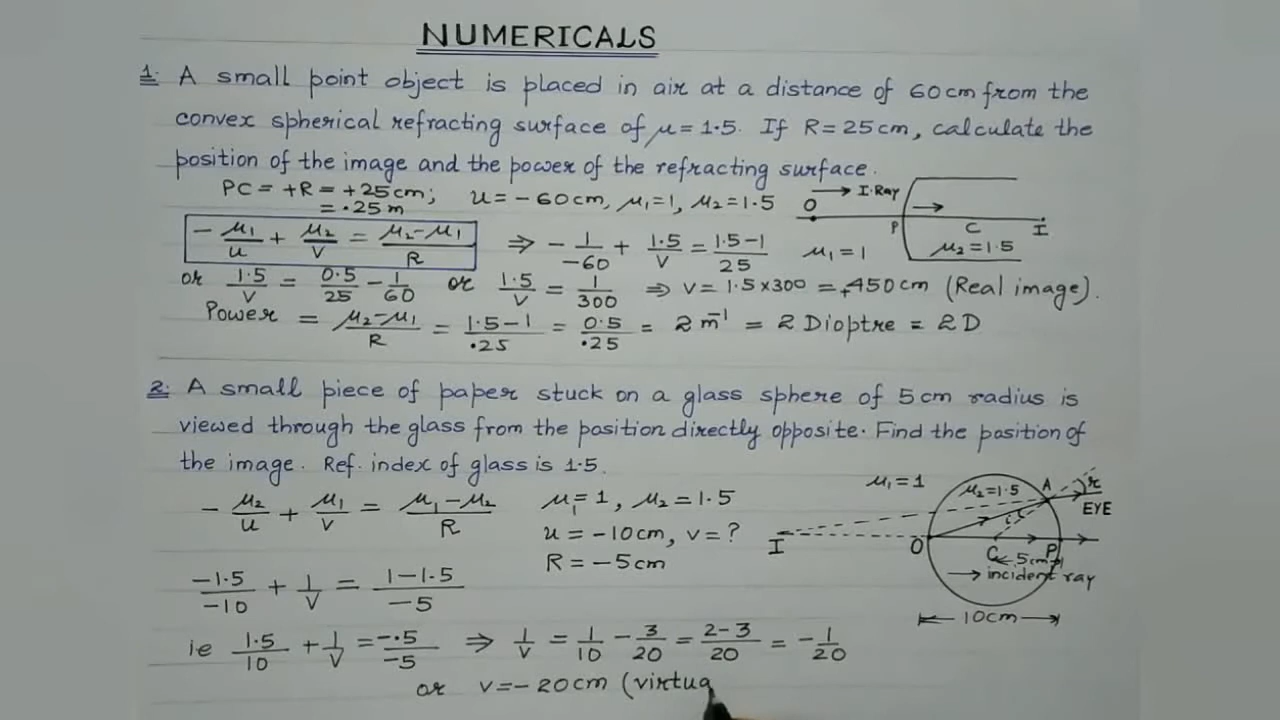 NUMERICALS
1. A small point object is placed in air at a distance of 60cm from the
convex spherical refracting surface of μ = 1.5. If R = 25cm, calculate the
position of the image and the power of the refracting surface.
PC = +R = +25cm; u = -60cm, μ₁ = 1, μ₂ = 1.5
= .25m
O → I.Ray
P C I
μ₁ = 1 μ₂ = 1.5
-μ₁/u + μ₂/v = (μ₂-μ₁)/R ⇒ -1/-60 + 1.5/v = (1.5-1)/25
or 1.5/v = 0.5/25 - 1/60 or 1.5/v = 1/300 ⇒ v = 1.5×300 = +450cm (Real image).
Power = (μ₂-μ₁)/R = (1.5-1)/.25 = 0.5/.25 = 2 m⁻¹ = 2 Dioptre = 2D
2. A small piece of paper stuck on a glass sphere of 5cm radius is
viewed through the glass from the position directly opposite. Find the position of
the image. Ref. index of glass is 1.5.
-μ₂/u + μ₁/v = (μ₁-μ₂)/R μ₁ = 1, μ₂ = 1.5
u = -10cm, v = ?
R = -5cm
μ₁ = 1 μ₂ = 1.5 A r
EYE
I O C P
5cm
→ incident ray
10cm
-1.5/-10 + 1/v = (1-1.5)/-5
ie 1.5/10 + 1/v = -.5/-5 ⇒ 1/v = 1/10 - 3/20 = (2-3)/20 = -1/20
or v = -20cm (virtua